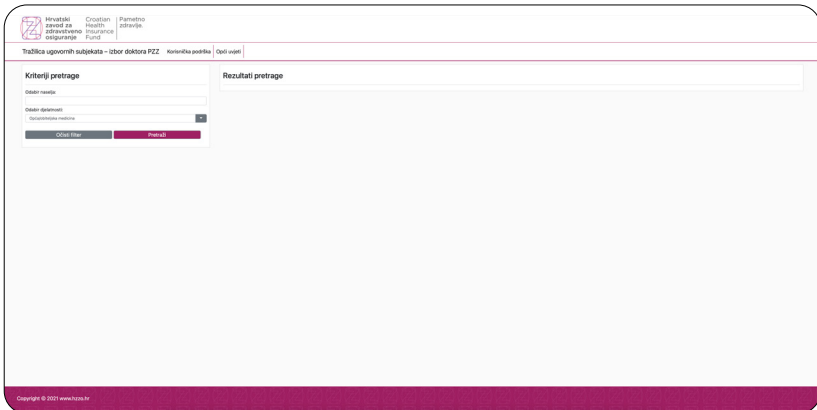 Hrvatski
zavod za
zdravstveno
osiguranje
Croatian
Health
Insurance
Fund
Pametno
zdravija.
Tražilica ugovornih subjekata – izbor doktora PZZ
Korisnička podrška
Opći uvjeti
Kriteriji pretrage
Rezultati pretrage
Odabir naselja:
Odabir djelatnosti:
Opća/obiteljska medicina
Očisti filter
Pretraži
Copyright © 2021 www.hzzo.hr